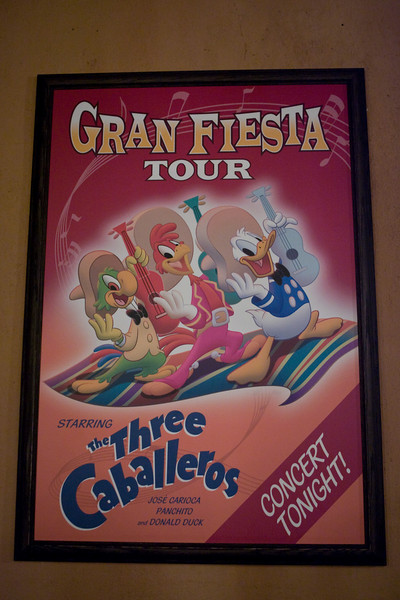 GRAN FIESTA
TOUR
STARRING
the Three
Caballeros
JOSE CARIOCA
PANCHITO
and DONALD DUCK
CONCERT
TONIGHT!